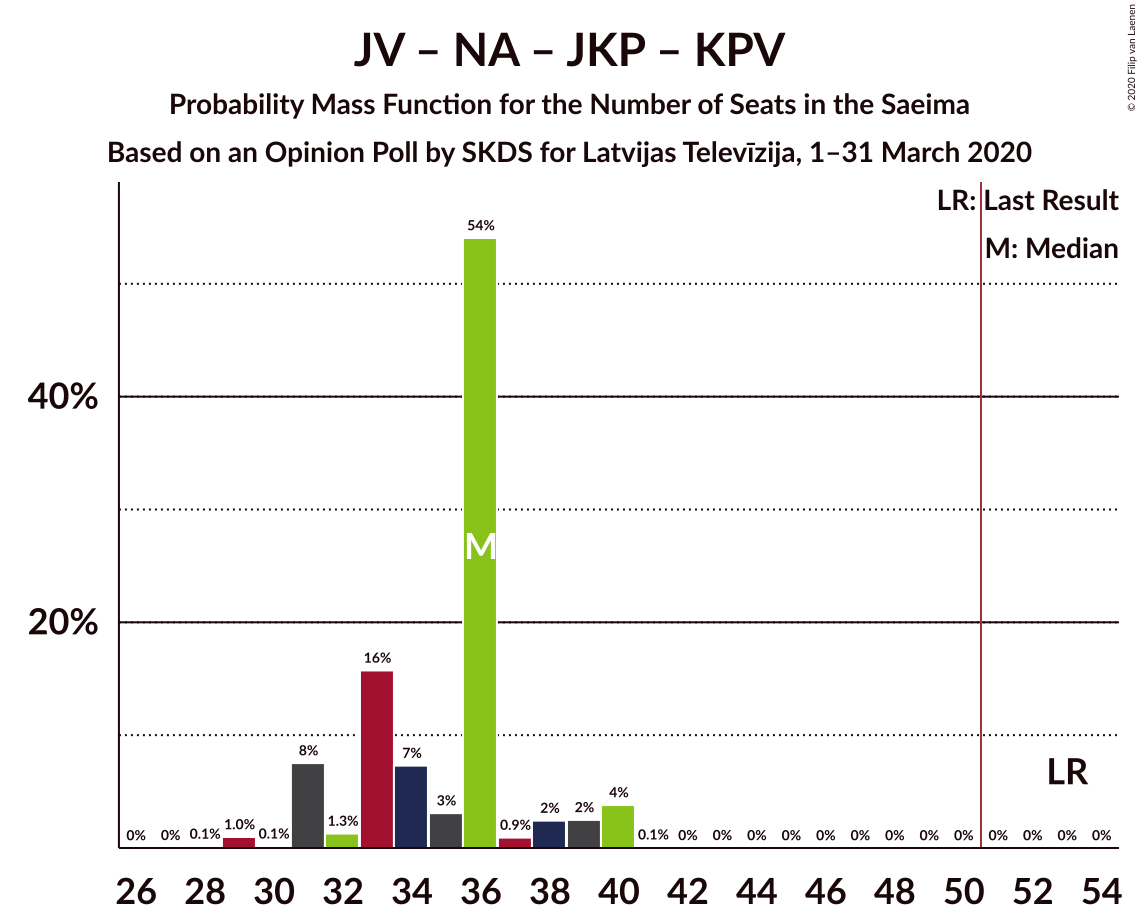 JV – NA – JKP – KPV
Probability Mass Function for the Number of Seats in the Saeima
Based on an Opinion Poll by SKDS for Latvijas Televīzija, 1–31 March 2020
© 2020 Filip van Laenen
LR: Last Result
M: Median
40%
20%
0% 0% 0.1% 1.0% 0.1% 8% 1.3% 16% 7% 3% 54% 0.9% 2% 2% 4% 0.1% 0% 0% 0% 0% 0% 0% 0% 0% 0% 0% 0% 0% 0%
M
LR
26 28 30 32 34 36 38 40 42 44 46 48 50 52 54